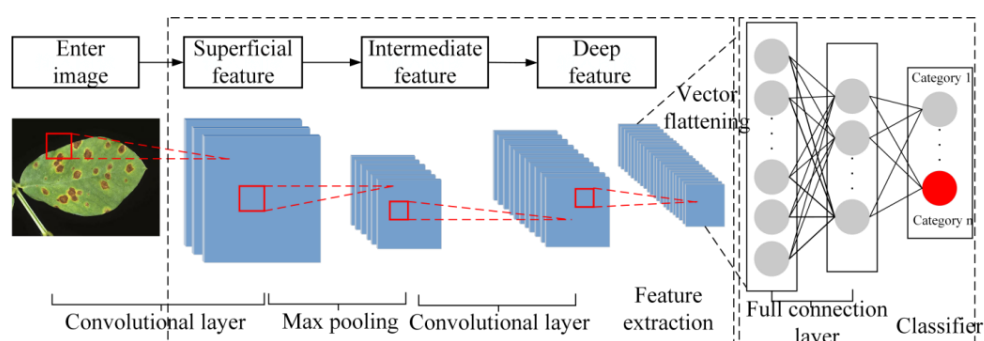 Enter
image
Superficial
feature
Intermediate
feature
Deep
feature
Vector
flattening
Category 1
Category n
Convolutional layer
Max pooling
Convolutional layer
Feature
extraction
Full connection
layer
Classifier